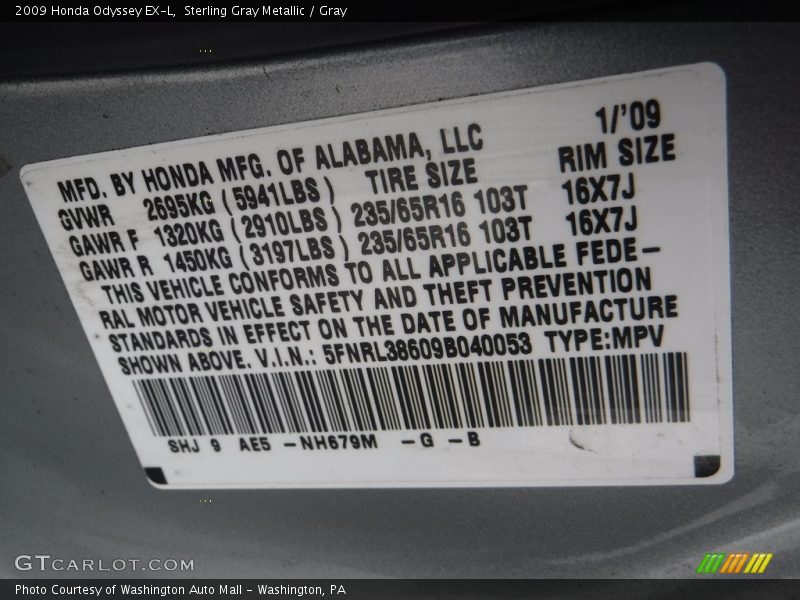 2009 Honda Odyssey EX-L, Sterling Gray Metallic / Gray
1/'09
MFD. BY HONDA MFG. OF ALABAMA, LLC
GVWR 2695KG (5941LBS) TIRE SIZE RIM SIZE
GAWR F 1320KG (2910LBS) 235/65R16 103T 16X7J
GAWR R 1450KG (3197LBS) 235/65R16 103T 16X7J
THIS VEHICLE CONFORMS TO ALL APPLICABLE FEDE-
RAL MOTOR VEHICLE SAFETY AND THEFT PREVENTION
STANDARDS IN EFFECT ON THE DATE OF MANUFACTURE
SHOWN ABOVE. V.I.N.: 5FNRL38609B040053 TYPE:MPV
SHJ 9 AE5 -NH679M -G -B
GTCARLOT.COM
Photo Courtesy of Washington Auto Mall - Washington, PA